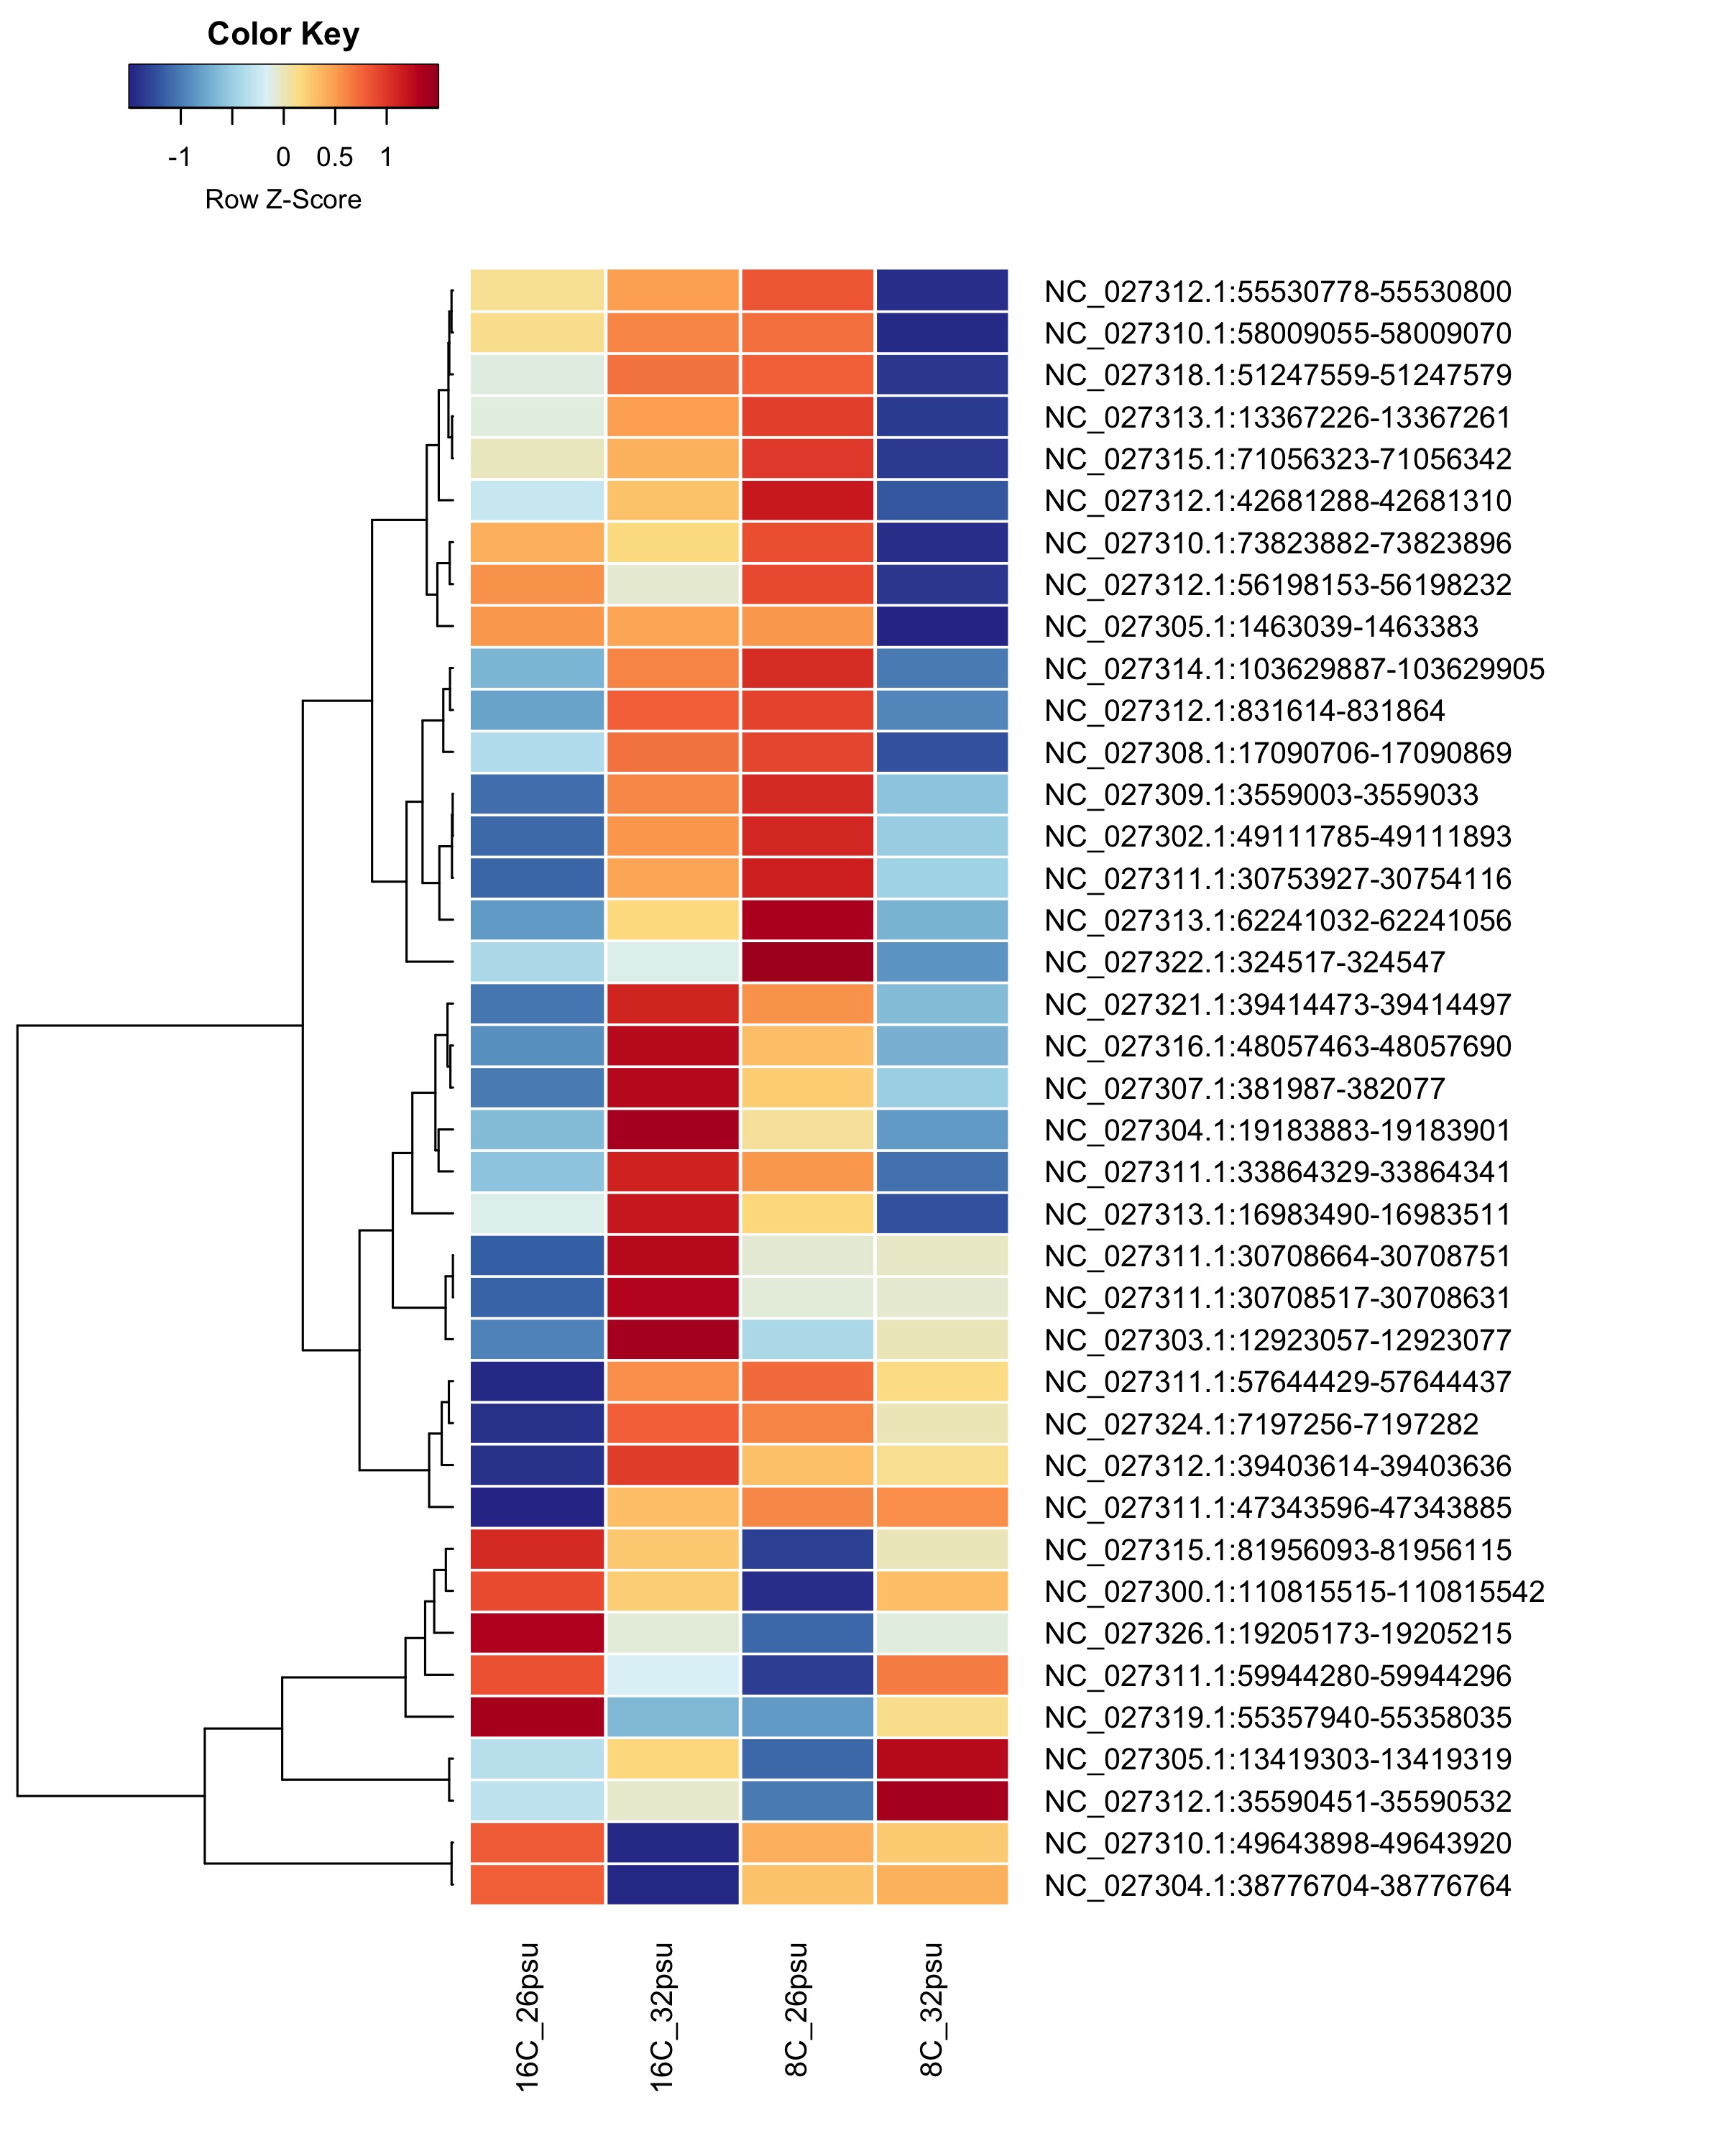 Color Key
-1 0 0.5 1
Row Z-Score
NC_027312.1:55530778-55530800
NC_027310.1:58009055-58009070
NC_027318.1:51247559-51247579
NC_027313.1:13367226-13367261
NC_027315.1:71056323-71056342
NC_027312.1:42681288-42681310
NC_027310.1:73823882-73823896
NC_027312.1:56198153-56198232
NC_027305.1:1463039-1463383
NC_027314.1:103629887-103629905
NC_027312.1:831614-831864
NC_027308.1:17090706-17090869
NC_027309.1:3559003-3559033
NC_027302.1:49111785-49111893
NC_027311.1:30753927-30754116
NC_027313.1:62241032-62241056
NC_027322.1:324517-324547
NC_027321.1:39414473-39414497
NC_027316.1:48057463-48057690
NC_027307.1:381987-382077
NC_027304.1:19183883-19183901
NC_027311.1:33864329-33864341
NC_027313.1:16983490-16983511
NC_027311.1:30708664-30708751
NC_027311.1:30708517-30708631
NC_027303.1:12923057-12923077
NC_027311.1:57644429-57644437
NC_027324.1:7197256-7197282
NC_027312.1:39403614-39403636
NC_027311.1:47343596-47343885
NC_027315.1:81956093-81956115
NC_027300.1:110815515-110815542
NC_027326.1:19205173-19205215
NC_027311.1:59944280-59944296
NC_027319.1:55357940-55358035
NC_027305.1:13419303-13419319
NC_027312.1:35590451-35590532
NC_027310.1:49643898-49643920
NC_027304.1:38776704-38776764
16C_26psu
16C_32psu
8C_26psu
8C_32psu